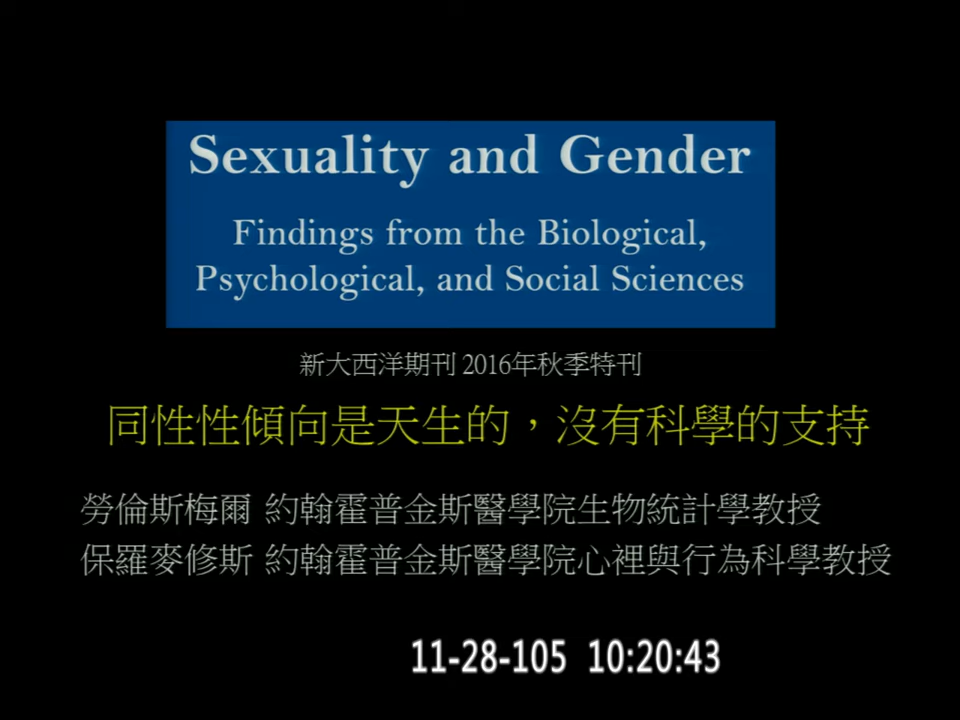 Sexuality and Gender
Findings from the Biological,
Psychological, and Social Sciences
新大西洋期刊 2016年秋季特刊
同性性傾向是天生的，沒有科學的支持
勞倫斯梅爾 約翰霍普金斯醫學院生物統計學教授
保羅麥修斯 約翰霍普金斯醫學院心裡與行為科學教授
11-28-105 10:20:43